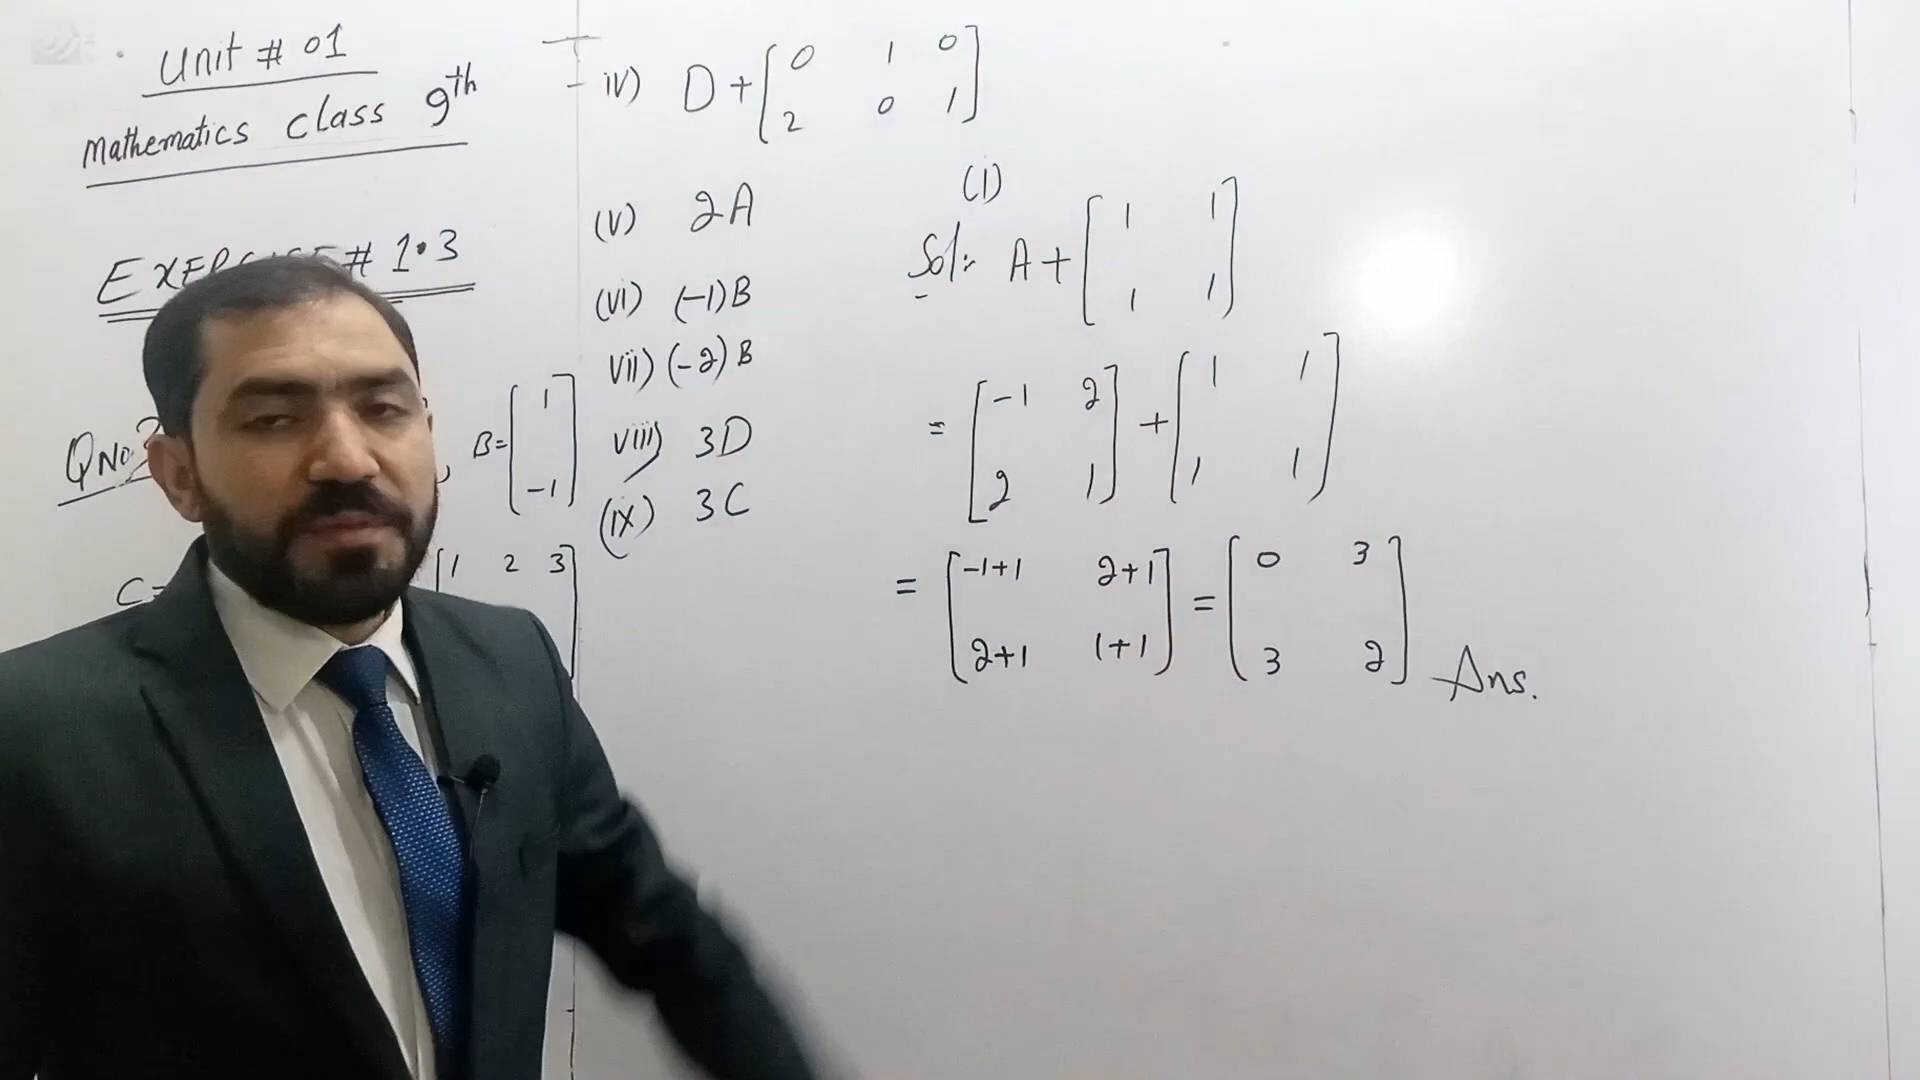 Unit # 01
Mathematics class 9th
EXERCISE # 1.3
QNo
B= [ 1
-1 ]
C=
[ 1 2 3 ]
iv) D + [ 0 1 0
2 0 1 ]
(v) 2A
(vi) (-1)B
vii) (-2)B
viii) 3D
(ix) 3C
(i)
Sol: A + [ 1 1
1 1 ]
= [ -1 2
2 1 ] + [ 1 1
1 1 ]
= [ -1+1 2+1
2+1 1+1 ] = [ 0 3
3 2 ] Ans.